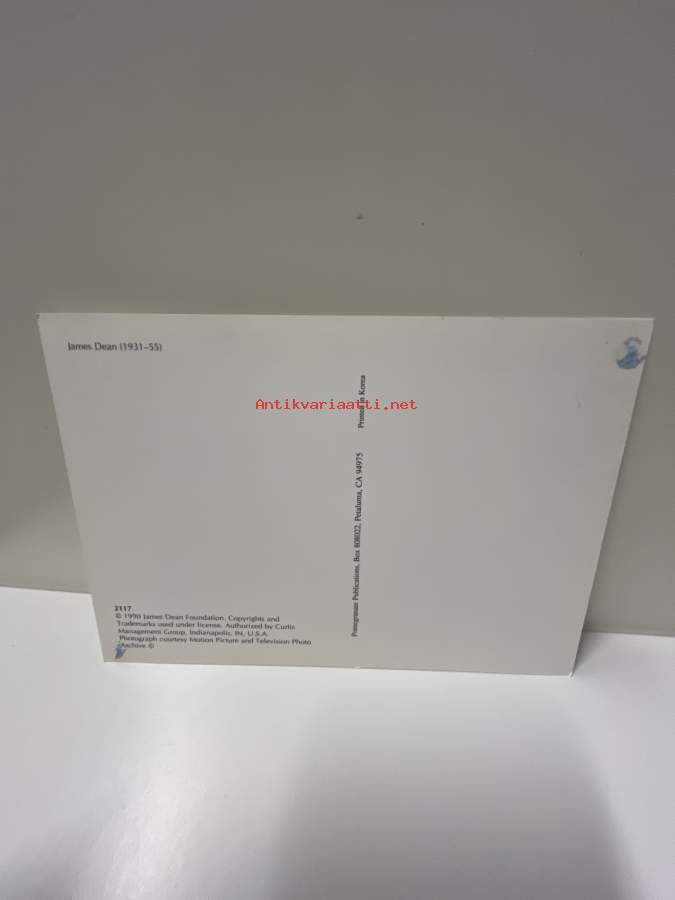 James Dean (1931–55)
Antikvariaatti.net
Printed in Korea
Pomegranate Publications, Box 808022, Petaluma, CA 94975
2117
© 1990 James Dean Foundation. Copyrights and
Trademarks used under license. Authorized by Curtis
Management Group, Indianapolis, IN, U.S.A.
Photograph courtesy Motion Picture and Television Photo
Archive ©